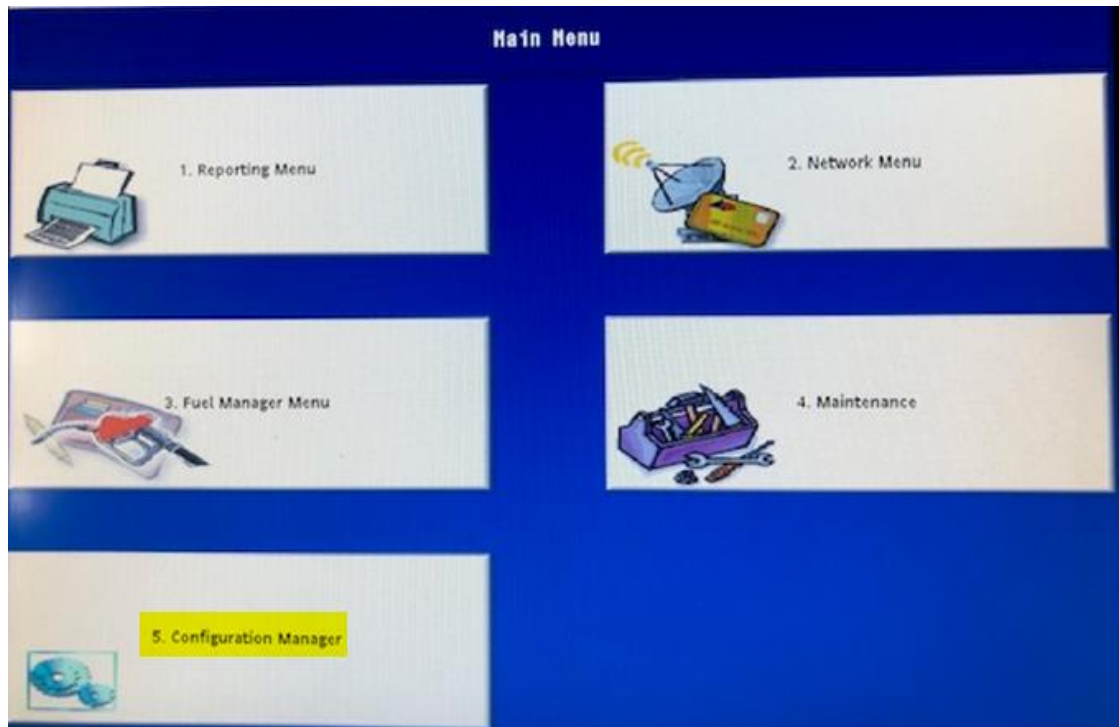 Main Menu
1. Reporting Menu
2. Network Menu
3. Fuel Manager Menu
4. Maintenance
5. Configuration Manager